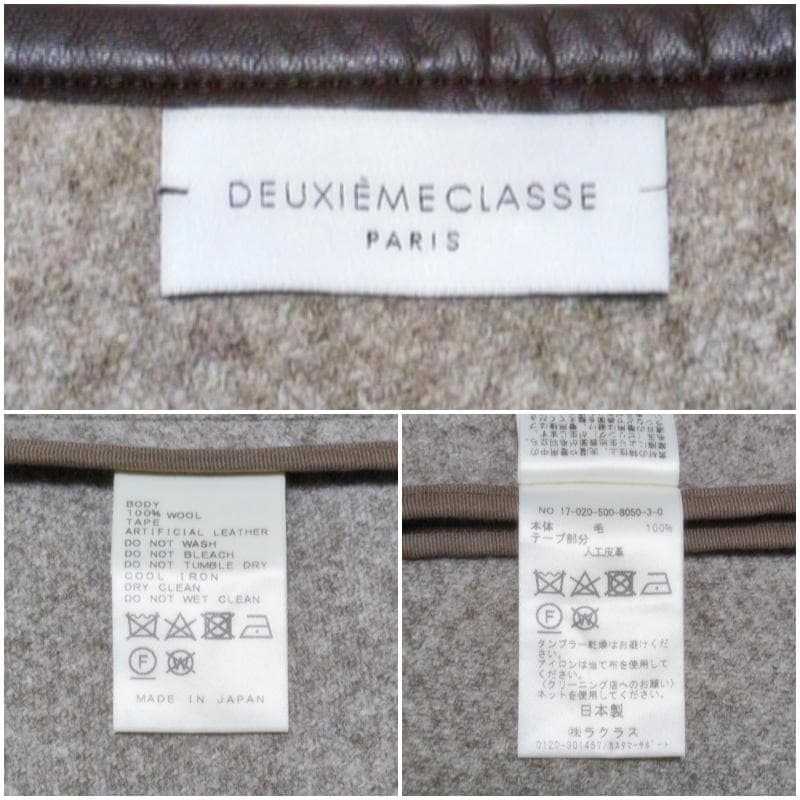 DEUXIÈMECLASSE
PARIS
BODY
100% WOOL
TAPE
ARTIFICIAL LEATHER
DO NOT WASH
DO NOT BLEACH
DO NOT TUMBLE DRY
COOL IRON
DRY CLEAN
DO NOT WET CLEAN
F
W
MADE IN JAPAN
NO. 17-020-500-8050-3-0
本体 毛 100%
テープ部分
人工皮革
F
W
タンブラー乾燥はお避けくだ
さい。
アイロンは当て布を使用して
ください。
(クリーニング店へのお願い)
ネットを使用してください。
日本製
㈱ラクラス
0120-301457/カスタマーサポート